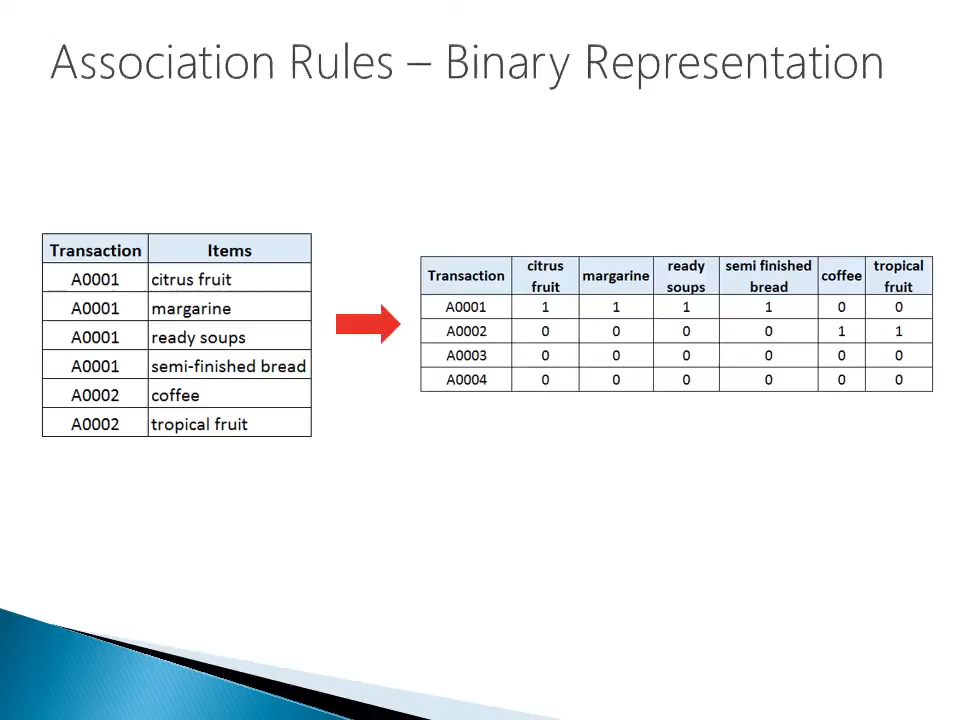 Association Rules – Binary Representation
Transaction Items
A0001 citrus fruit
A0001 margarine
A0001 ready soups
A0001 semi-finished bread
A0002 coffee
A0002 tropical fruit
Transaction citrus fruit margarine ready soups semi finished bread coffee tropical fruit
A0001 1 1 1 1 0 0
A0002 0 0 0 0 1 1
A0003 0 0 0 0 0 0
A0004 0 0 0 0 0 0